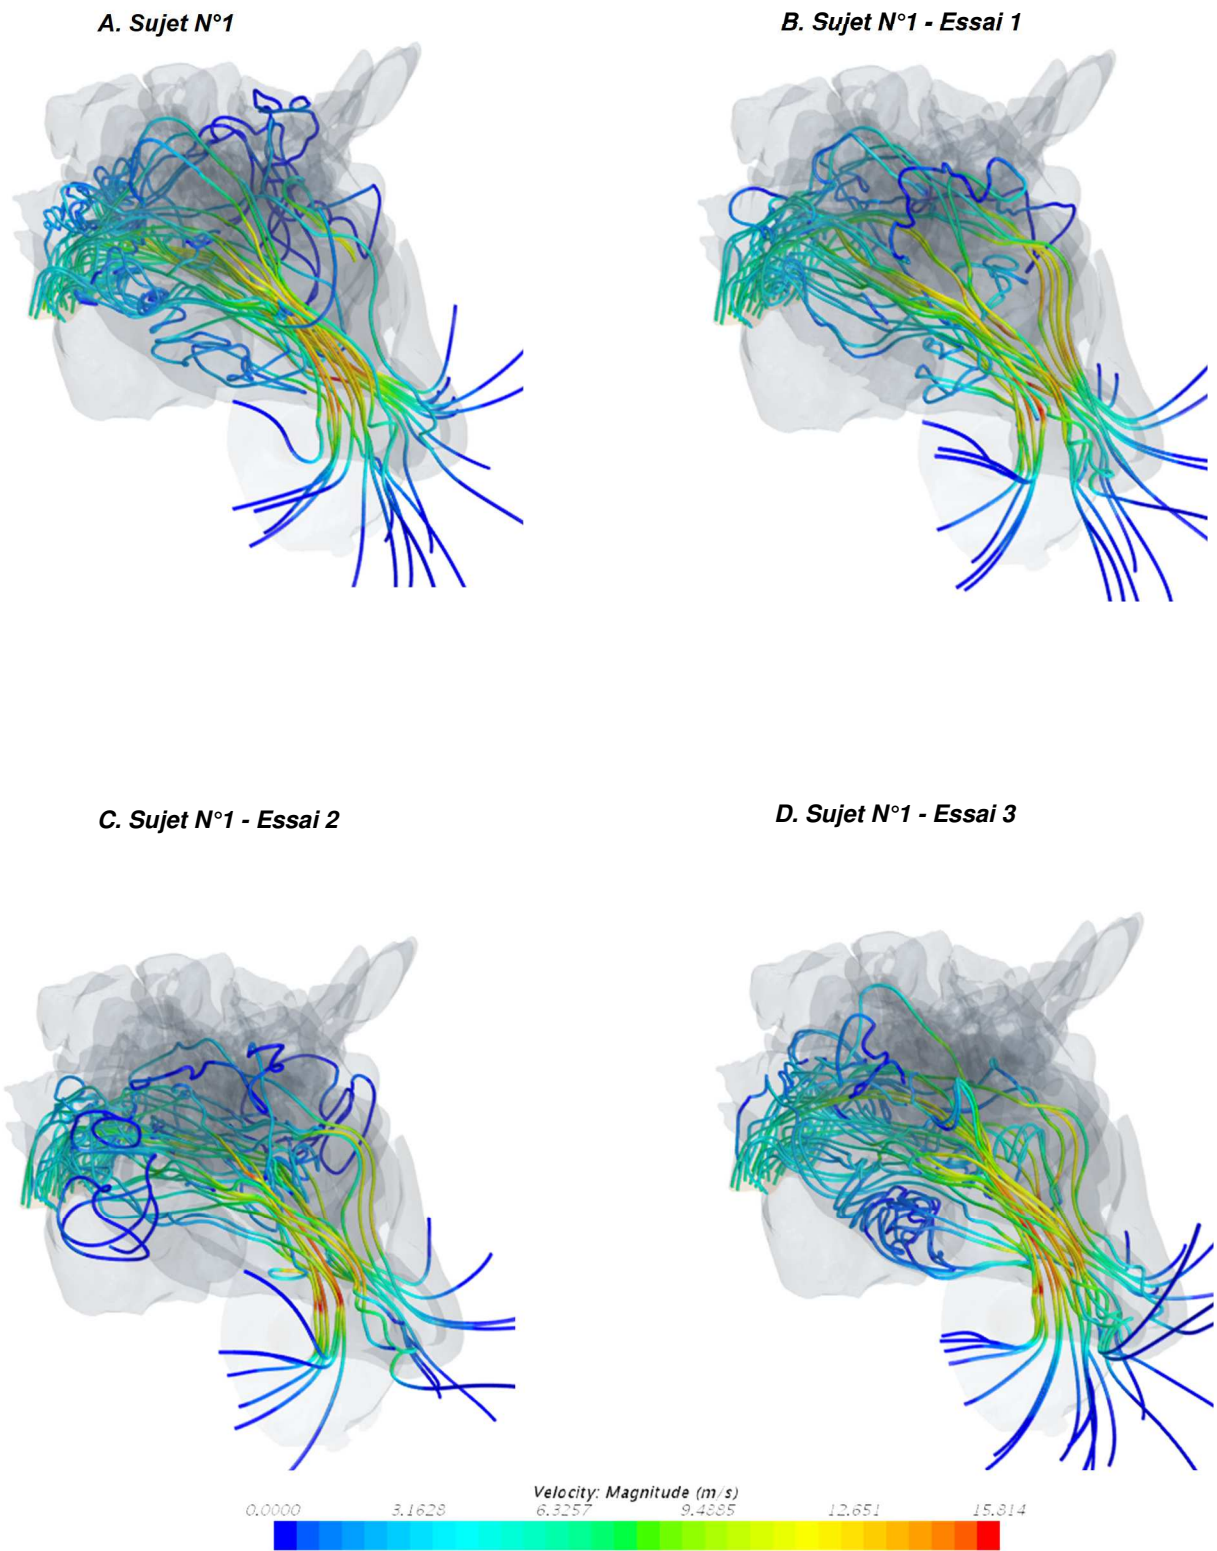 A. Sujet N°1
B. Sujet N°1 - Essai 1
C. Sujet N°1 - Essai 2
D. Sujet N°1 - Essai 3
Velocity: Magnitude (m/s)
0.0000 3.1628 6.3257 9.4885 12.651 15.814